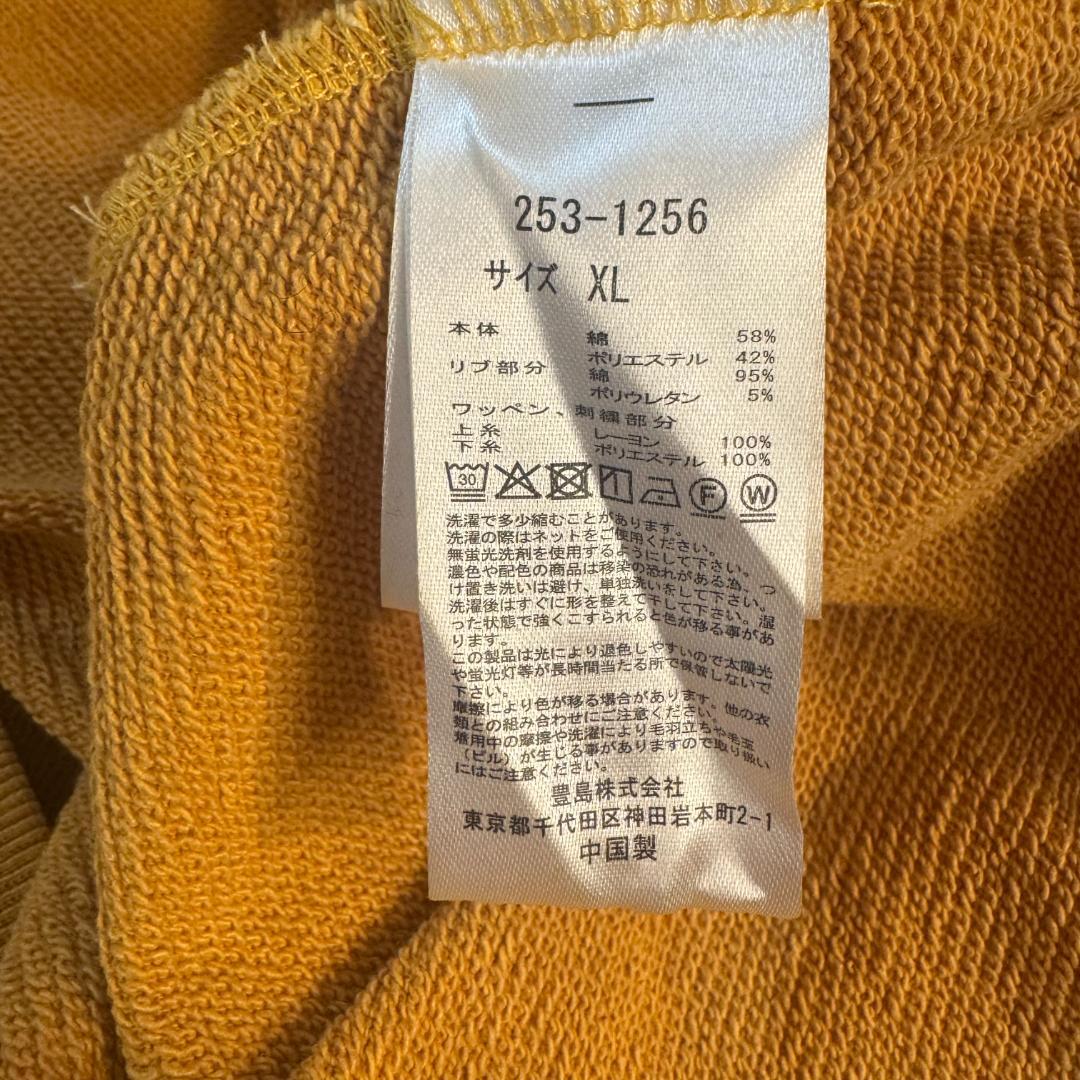 253-1256
サイズ XL
本体 綿 58%
ポリエステル 42%
リブ部分 綿 95%
ポリウレタン 5%
ワッペン、刺繍部分
上糸 レーヨン 100%
下糸 ポリエステル 100%
30 F W
洗濯で多少縮むことがあります。
洗濯の際はネットをご使用ください。
無蛍光洗剤を使用するようにして下さい。
濃色や配色の商品は移染の恐れがある為、つ
け置き洗いは避け、単独洗いをして下さい。
洗濯後はすぐに形を整えて干して下さい。湿
った状態で強くこすられると色が移る事があ
ります。
この製品は光により退色しやすいので太陽光
や蛍光灯等が長時間当たる所で保管しないで
下さい。
摩擦により色が移る場合があります。他の衣
類との組み合わせにご注意ください。
着用中の摩擦や洗濯により毛羽立ちや毛玉
（ピル）が生じる事がありますので取り扱い
にはご注意ください。
豊島株式会社
東京都千代田区神田岩本町2-1
中国製